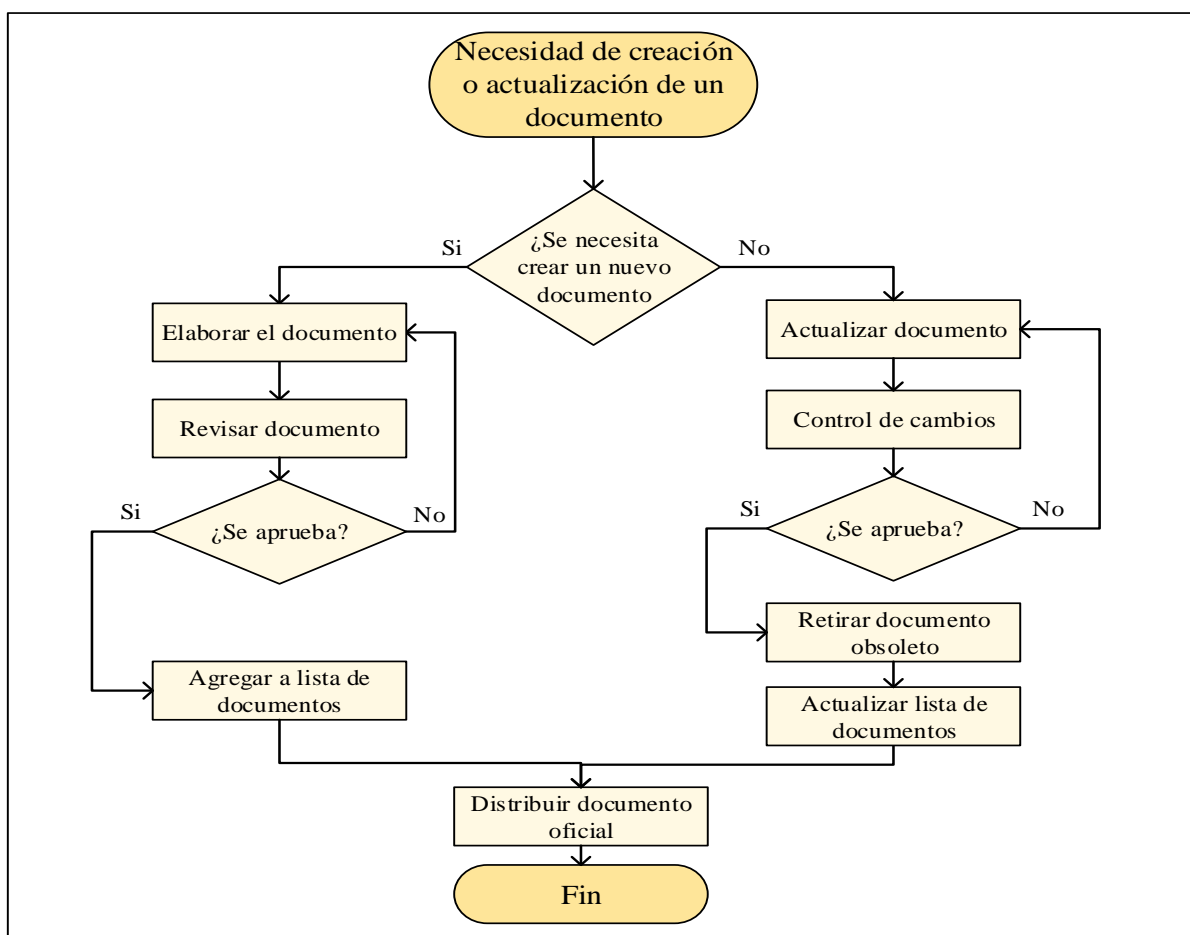 Necesidad de creación
o actualización de un
documento
¿Se necesita
crear un nuevo
documento
Si
No
Elaborar el documento
Revisar documento
¿Se aprueba?
Si
No
Agregar a lista de
documentos
Actualizar documento
Control de cambios
¿Se aprueba?
Si
No
Retirar documento
obsoleto
Actualizar lista de
documentos
Distribuir documento
oficial
Fin